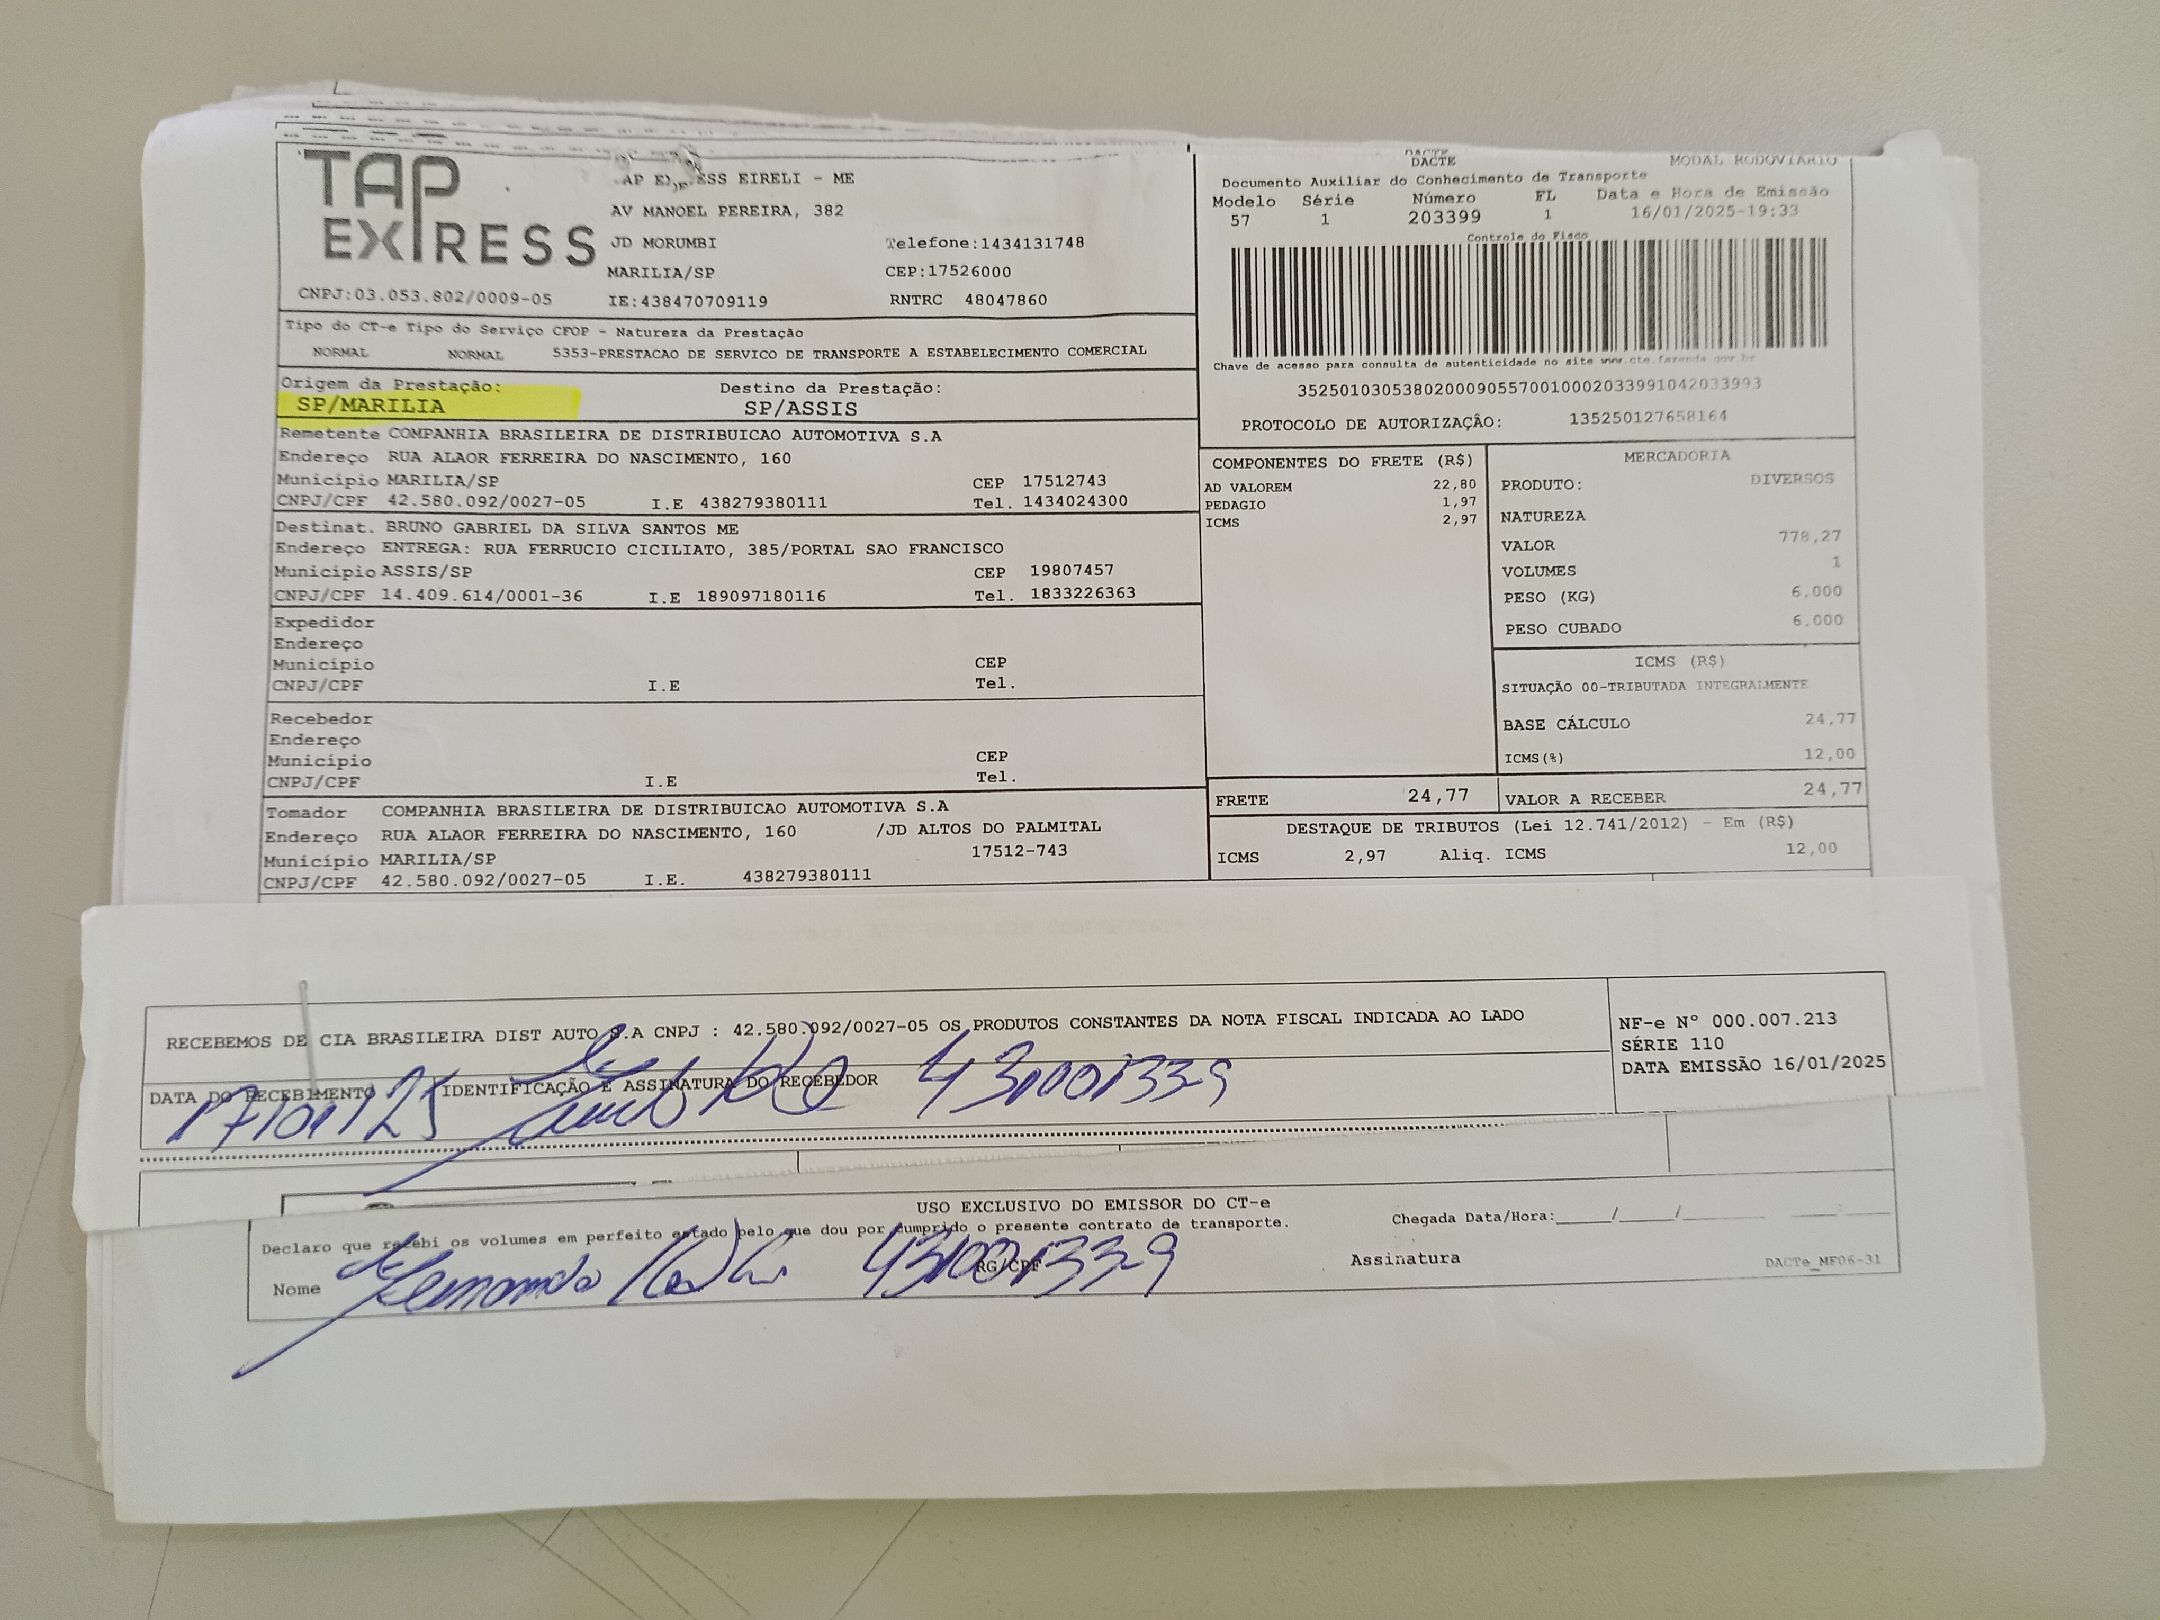 TAP EXPRESS
EIRELI - ME
AV MANOEL PEREIRA, 382
JD MORUMBI Telefone:1434131748
MARILIA/SP CEP:17526000
CNPJ:03.053.802/0009-05 IE:438470709119 RNTRC 48047860
Tipo do CT-e Tipo do Serviço CFOP - Natureza da Prestação
NORMAL NORMAL 5353-PRESTACAO DE SERVICO DE TRANSPORTE A ESTABELECIMENTO COMERCIAL
Origem da Prestação: Destino da Prestação:
SP/MARILIA SP/ASSIS
Remetente COMPANHIA BRASILEIRA DE DISTRIBUICAO AUTOMOTIVA S.A
Endereço RUA ALAOR FERREIRA DO NASCIMENTO, 160
Município MARILIA/SP CEP 17512743
CNPJ/CPF 42.580.092/0027-05 I.E 438279380111 Tel. 1434024300
Destinat. BRUNO GABRIEL DA SILVA SANTOS ME
Endereço ENTREGA: RUA FERRUCIO CICILIATO, 385/PORTAL SAO FRANCISCO
Município ASSIS/SP CEP 19807457
CNPJ/CPF 14.409.614/0001-36 I.E 189097180116 Tel. 1833226363
Expedidor
Endereço
Município CEP
CNPJ/CPF I.E Tel.
Recebedor
Endereço
Município CEP
CNPJ/CPF I.E Tel.
Tomador COMPANHIA BRASILEIRA DE DISTRIBUICAO AUTOMOTIVA S.A
Endereço RUA ALAOR FERREIRA DO NASCIMENTO, 160 /JD ALTOS DO PALMITAL
Município MARILIA/SP 17512-743
CNPJ/CPF 42.580.092/0027-05 I.E. 438279380111
DACTE MODAL RODOVIARIO
Documento Auxiliar do Conhecimento de Transporte
Modelo Série Número FL Data e Hora de Emissão
57 1 203399 1 16/01/2025-19:33
Controle do Fisco
Chave de acesso para consulta de autenticidade no site www.cte.fazenda.gov.br
35250103053802000905570010002033991042033993
PROTOCOLO DE AUTORIZAÇÃO: 135250127658164
COMPONENTES DO FRETE (R$)
AD VALOREM 22,80
PEDAGIO 1,97
ICMS 2,97
MERCADORIA
PRODUTO: DIVERSOS
NATUREZA
VALOR 778,27
VOLUMES 1
PESO (KG) 6,000
PESO CUBADO 6,000
ICMS (R$)
SITUAÇÃO 00-TRIBUTADA INTEGRALMENTE
BASE CÁLCULO 24,77
ICMS(%) 12,00
FRETE 24,77 VALOR A RECEBER 24,77
DESTAQUE DE TRIBUTOS (Lei 12.741/2012) - Em (R$)
ICMS 2,97 Aliq. ICMS 12,00
RECEBEMOS DE CIA BRASILEIRA DIST AUTO S.A CNPJ : 42.580.092/0027-05 OS PRODUTOS CONSTANTES DA NOTA FISCAL INDICADA AO LADO
NF-e Nº 000.007.213
SÉRIE 110
DATA EMISSÃO 16/01/2025
DATA DO RECEBIMENTO IDENTIFICAÇÃO E ASSINATURA DO RECEBEDOR
17/01/25 431001339
USO EXCLUSIVO DO EMISSOR DO CT-e
Declaro que recebi os volumes em perfeito estado pelo que dou por cumprido o presente contrato de transporte. Chegada Data/Hora:
Nome Fernando 431001339 RG/CPF Assinatura DACTe_MF06-31